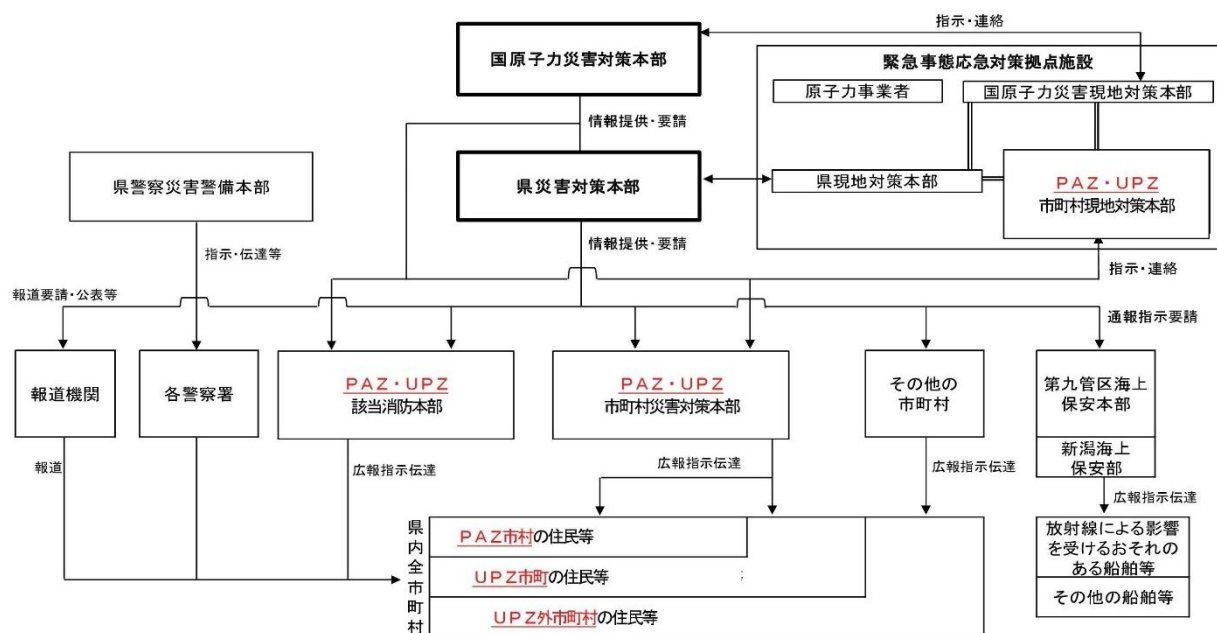 指示・連絡
国原子力災害対策本部
緊急事態応急対策拠点施設
原子力事業者
国原子力災害現地対策本部
情報提供・要請
県警察災害警備本部
県災害対策本部
県現地対策本部
PAZ・UPZ
市町村現地対策本部
指示・伝達等
情報提供・要請
指示・連絡
報道要請・公表等
通報指示要請
報道機関
各警察署
PAZ・UPZ
該当消防本部
PAZ・UPZ
市町村災害対策本部
その他の
市町村
第九管区海上
保安本部
新潟海上
保安部
報道
広報指示伝達
広報指示伝達
広報指示伝達
広報指示伝達
県内全市町村
PAZ市村の住民等
UPZ市町の住民等
UPZ外市町村の住民等
放射線による影響
を受けるおそれの
ある船舶等
その他の船舶等